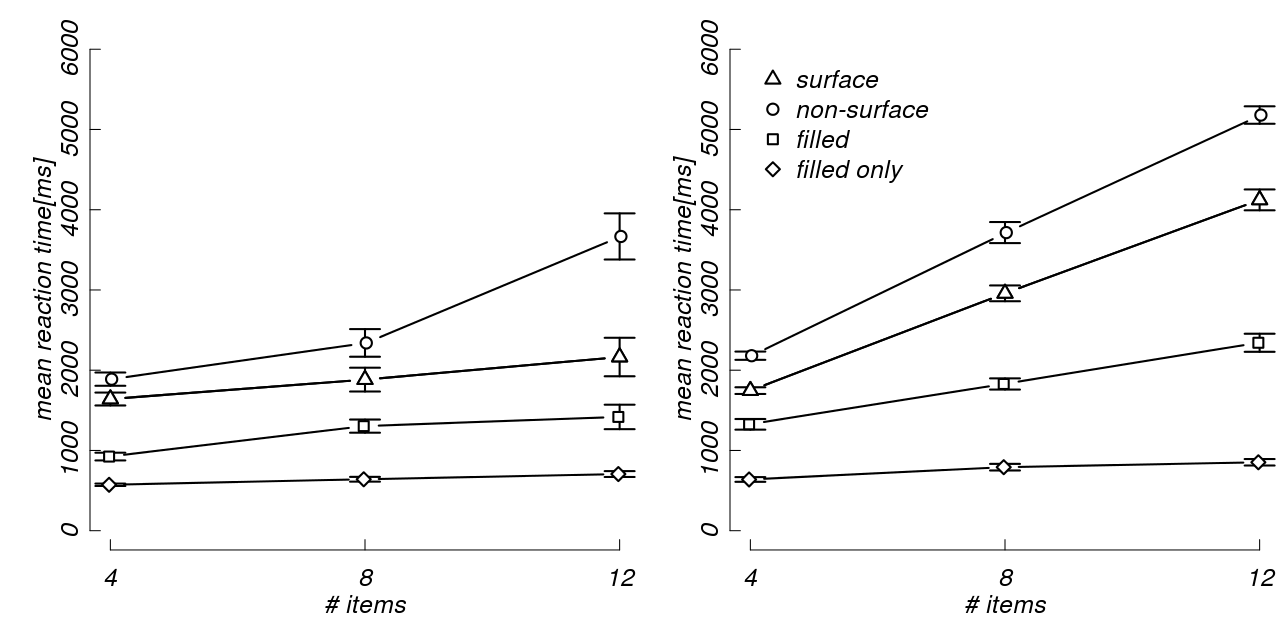 mean reaction time[ms]
6000
5000
4000
3000
2000
1000
0
4 8 12
# items
mean reaction time[ms]
6000
5000
4000
3000
2000
1000
0
surface
non-surface
filled
filled only
4 8 12
# items